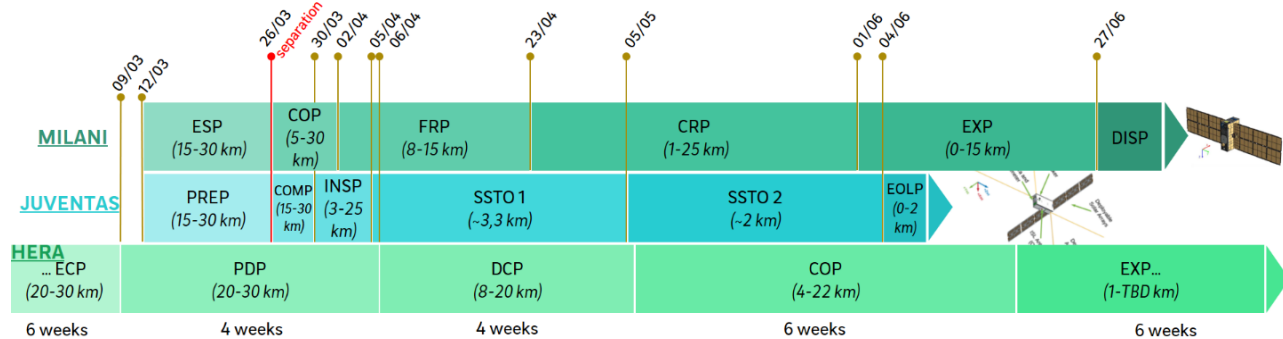 09/03
12/03
26/03
separation
30/03
02/04
05/04
06/04
23/04
05/05
01/06
04/06
27/06
MILANI
ESP
(15-30 km)
COP
(5-30
km)
FRP
(8-15 km)
CRP
(1-25 km)
EXP
(0-15 km)
DISP
JUVENTAS
PREP
(15-30 km)
COMP
(15-30
km)
INSP
(3-25
km)
SSTO 1
(~3,3 km)
SSTO 2
(~2 km)
EOLP
(0-2
km)
HERA
... ECP
(20-30 km)
PDP
(20-30 km)
DCP
(8-20 km)
COP
(4-22 km)
EXP...
(1-TBD km)
6 weeks
4 weeks
4 weeks
6 weeks
6 weeks